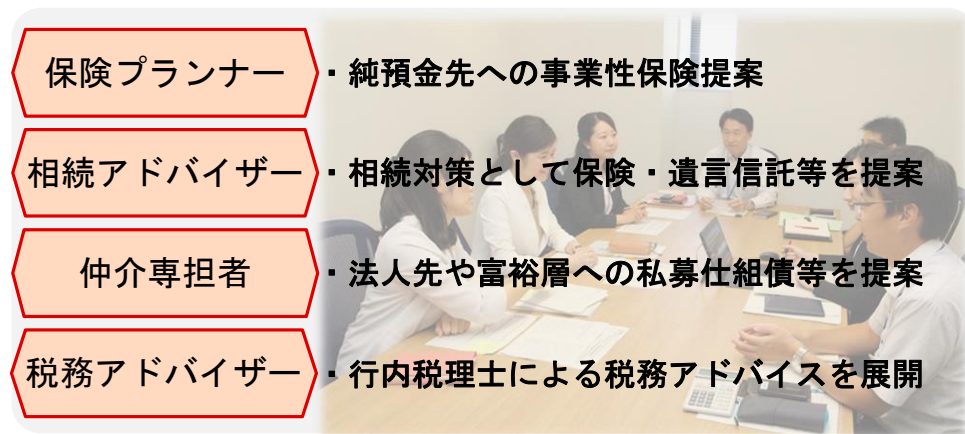 保険プランナー ・純預金先への事業性保険提案
相続アドバイザー ・相続対策として保険・遺言信託等を提案
仲介専担者 ・法人先や富裕層への私募仕組債等を提案
税務アドバイザー ・行内税理士による税務アドバイスを展開